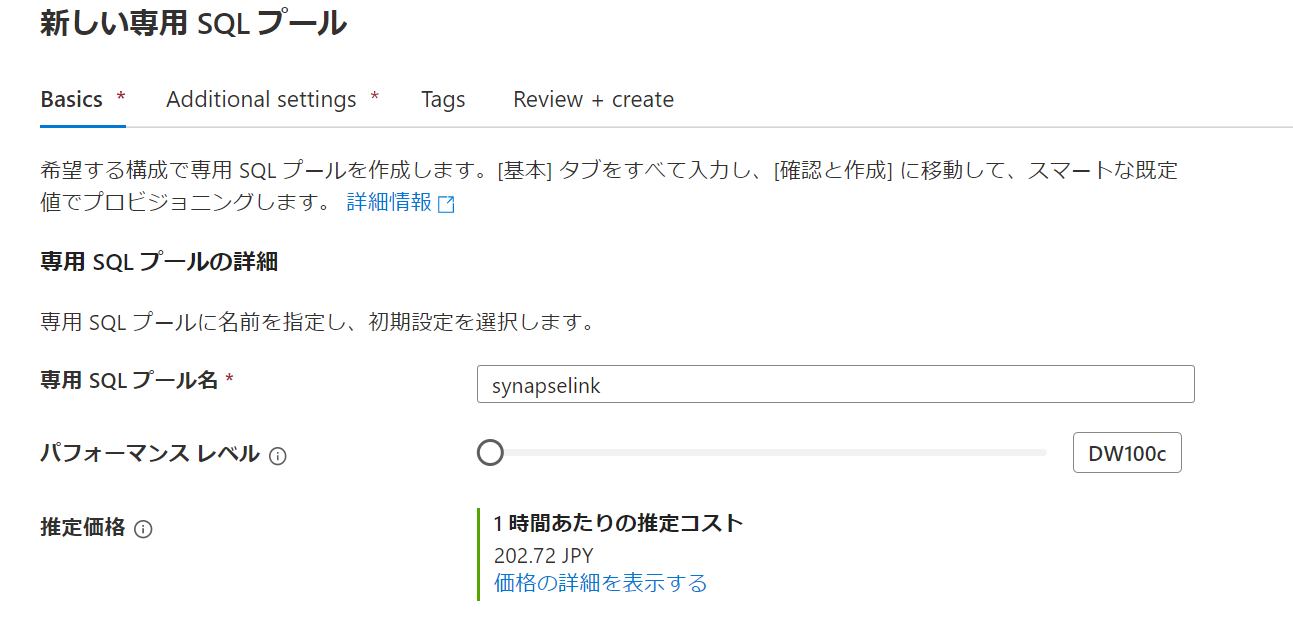 新しい専用 SQL プール
Basics * Additional settings * Tags Review + create
希望する構成で専用 SQL プールを作成します。[基本] タブをすべて入力し、[確認と作成] に移動して、スマートな既定
値でプロビジョニングします。 詳細情報
専用 SQL プールの詳細
専用 SQL プールに名前を指定し、初期設定を選択します。
専用 SQL プール名 * synapselink
パフォーマンス レベル DW100c
推定価格 1 時間あたりの推定コスト
202.72 JPY
価格の詳細を表示する